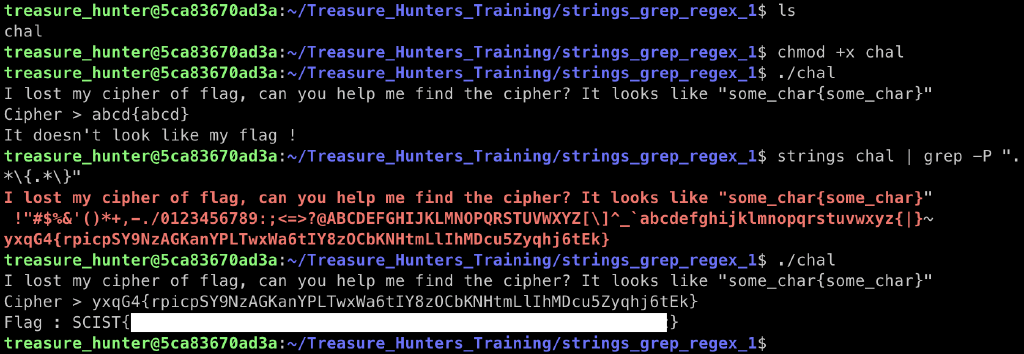 treasure_hunter@5ca83670ad3a:~/Treasure_Hunters_Training/strings_grep_regex_1$ ls
chal
treasure_hunter@5ca83670ad3a:~/Treasure_Hunters_Training/strings_grep_regex_1$ chmod +x chal
treasure_hunter@5ca83670ad3a:~/Treasure_Hunters_Training/strings_grep_regex_1$ ./chal
I lost my cipher of flag, can you help me find the cipher? It looks like "some_char{some_char}"
Cipher > abcd{abcd}
It doesn't look like my flag !
treasure_hunter@5ca83670ad3a:~/Treasure_Hunters_Training/strings_grep_regex_1$ strings chal | grep -P ".
*\{.*\}"
I lost my cipher of flag, can you help me find the cipher? It looks like "some_char{some_char}"
 !"#$%&'()*+,-./0123456789:;<=>?@ABCDEFGHIJKLMNOPQRSTUVWXYZ[\]^_`abcdefghijklmnopqrstuvwxyz{|}~
yxqG4{rpicpSY9NzAGKanYPLTwxWa6tIY8zOCbKNHtmLlIhMDcu5Zyqhj6tEk}
treasure_hunter@5ca83670ad3a:~/Treasure_Hunters_Training/strings_grep_regex_1$ ./chal
I lost my cipher of flag, can you help me find the cipher? It looks like "some_char{some_char}"
Cipher > yxqG4{rpicpSY9NzAGKanYPLTwxWa6tIY8zOCbKNHtmLlIhMDcu5Zyqhj6tEk}
Flag : SCIST{ }
treasure_hunter@5ca83670ad3a:~/Treasure_Hunters_Training/strings_grep_regex_1$